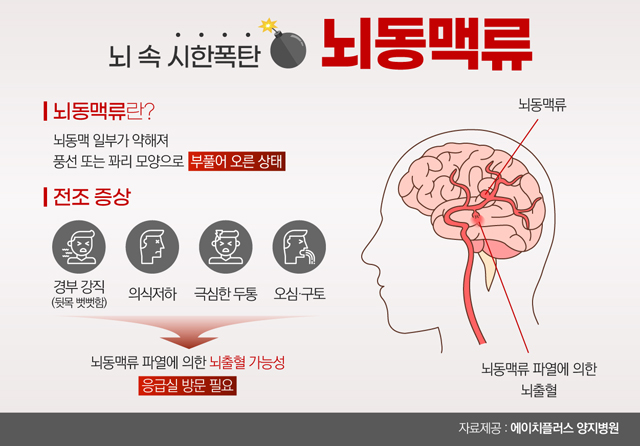 뇌 속 시한폭탄 뇌동맥류
뇌동맥류란?
뇌동맥 일부가 약해져
풍선 또는 꽈리 모양으로 부풀어 오른 상태
전조 증상
경부 강직
(뒷목 뻣뻣함)
의식저하
극심한 두통
오심·구토
뇌동맥류 파열에 의한 뇌출혈 가능성
응급실 방문 필요
뇌동맥류
뇌동맥류 파열에 의한
뇌출혈
자료제공 : 에이치플러스 양지병원